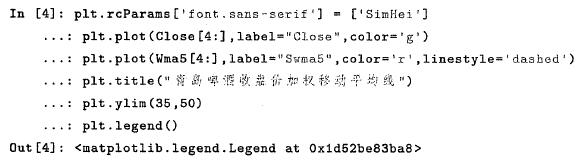 In [4]: plt.rcParams['font.sans-serif'] = ['SimHei']
...: plt.plot(Close[4:],label="Close",color='g')
...: plt.plot(Wma5[4:],label="Swma5",color='r',linestyle='dashed')
...: plt.title("青岛啤酒收盘价加权移动平均线")
...: plt.ylim(35,50)
...: plt.legend()
Out[4]: <matplotlib.legend.Legend at 0x1d52be83ba8>